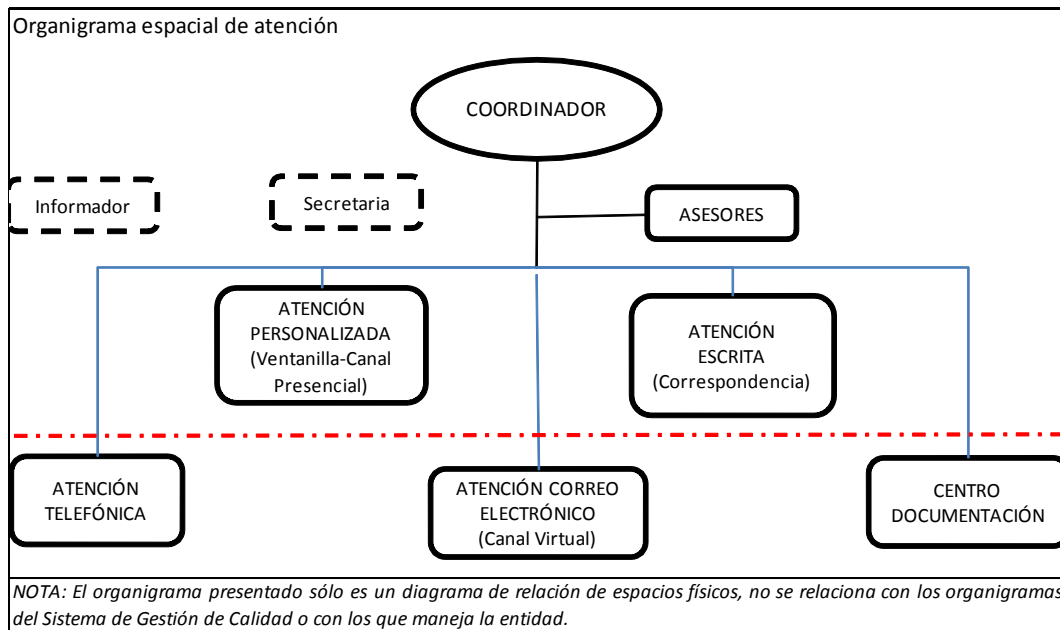 Organigrama espacial de atención
COORDINADOR
Informador
Secretaria
ASESORES
ATENCIÓN
PERSONALIZADA
(Ventanilla-Canal
Presencial)
ATENCIÓN
ESCRITA
(Correspondencia)
ATENCIÓN
TELEFÓNICA
ATENCIÓN CORREO
ELECTRÓNICO
(Canal Virtual)
CENTRO
DOCUMENTACIÓN
NOTA: El organigrama presentado sólo es un diagrama de relación de espacios físicos, no se relaciona con los organigramas
del Sistema de Gestión de Calidad o con los que maneja la entidad.